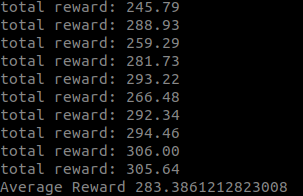 total reward: 245.79
total reward: 288.93
total reward: 259.29
total reward: 281.73
total reward: 293.22
total reward: 266.48
total reward: 292.34
total reward: 294.46
total reward: 306.00
total reward: 305.64
Average Reward 283.3861212823008